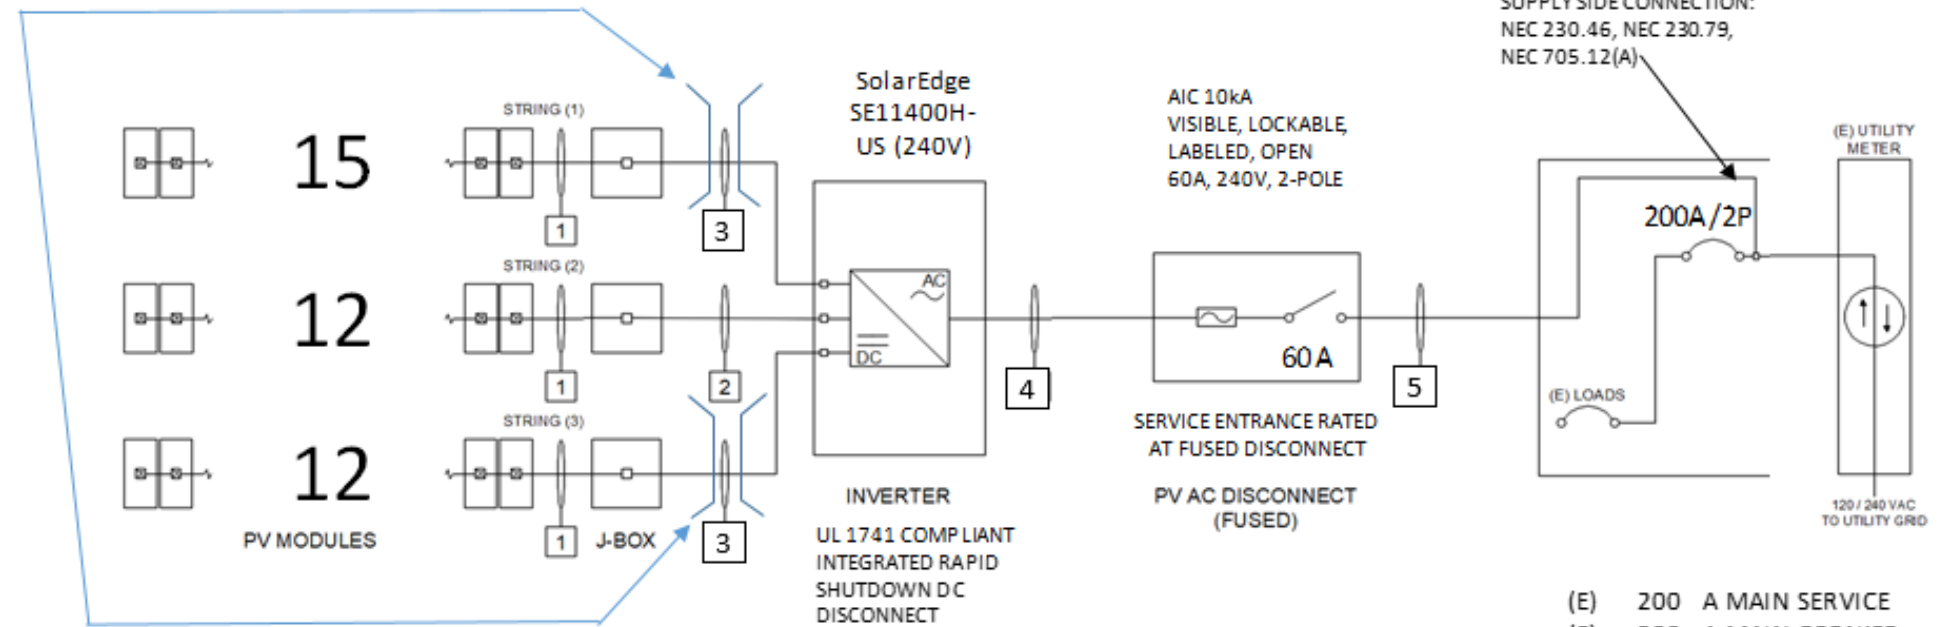 SUPPLY SIDE CONNECTION:
NEC 230.46, NEC 230.79,
NEC 705.12(A)
SolarEdge
SE11400H-
US (240V)
AIC 10kA
VISIBLE, LOCKABLE,
LABELED, OPEN
60A, 240V, 2-POLE
(E) UTILITY
METER
STRING (1)
15
1
3
200A/2P
STRING (2)
12
1
2
AC
DC
4
60A
5
(E) LOADS
STRING (3)
12
1
3
PV MODULES
J-BOX
INVERTER
UL 1741 COMPLIANT
INTEGRATED RAPID
SHUTDOWN DC
DISCONNECT
SERVICE ENTRANCE RATED
AT FUSED DISCONNECT
PV AC DISCONNECT
(FUSED)
120 / 240 VAC
TO UTILITY GRID
(E) 200 A MAIN SERVICE